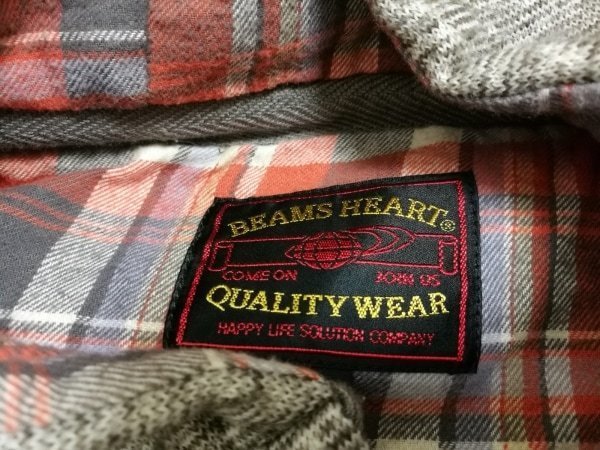 BEAMS HEART®
COME ON JOIN US
QUALITY WEAR
HAPPY LIFE SOLUTION COMPANY